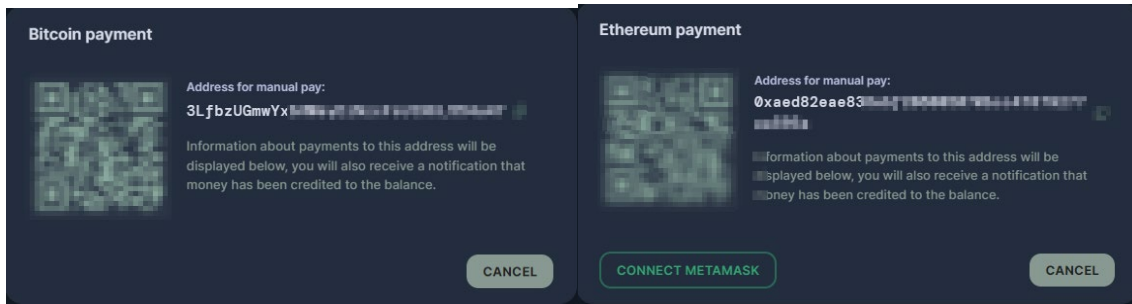 Bitcoin payment
Address for manual pay:
3LfbzUGmwYx
Information about payments to this address will be
displayed below, you will also receive a notification that
money has been credited to the balance.
CANCEL
Ethereum payment
Address for manual pay:
0xaed82eae83
formation about payments to this address will be
splayed below, you will also receive a notification that
oney has been credited to the balance.
CONNECT METAMASK
CANCEL